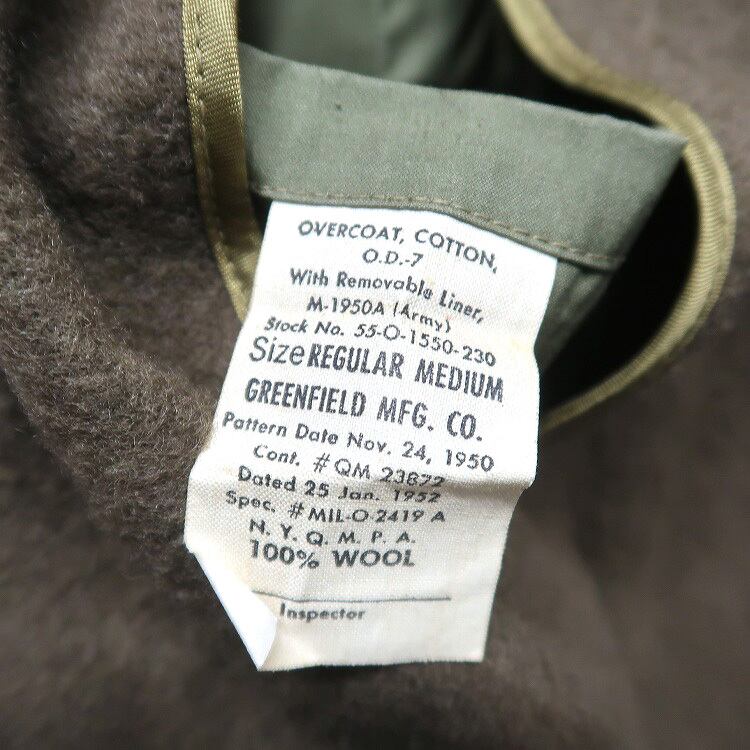 OVERCOAT, COTTON,
O.D.-7
With Removable Liner,
M-1950A (Army)
Stock No. 55-O-1550-230
Size REGULAR MEDIUM
GREENFIELD MFG. CO.
Pattern Date Nov. 24, 1950
Cont. #QM 23872
Dated 25 Jan. 1952
Spec. #MIL-O-2419 A
N. Y. Q. M. P. A.
100% WOOL
Inspector